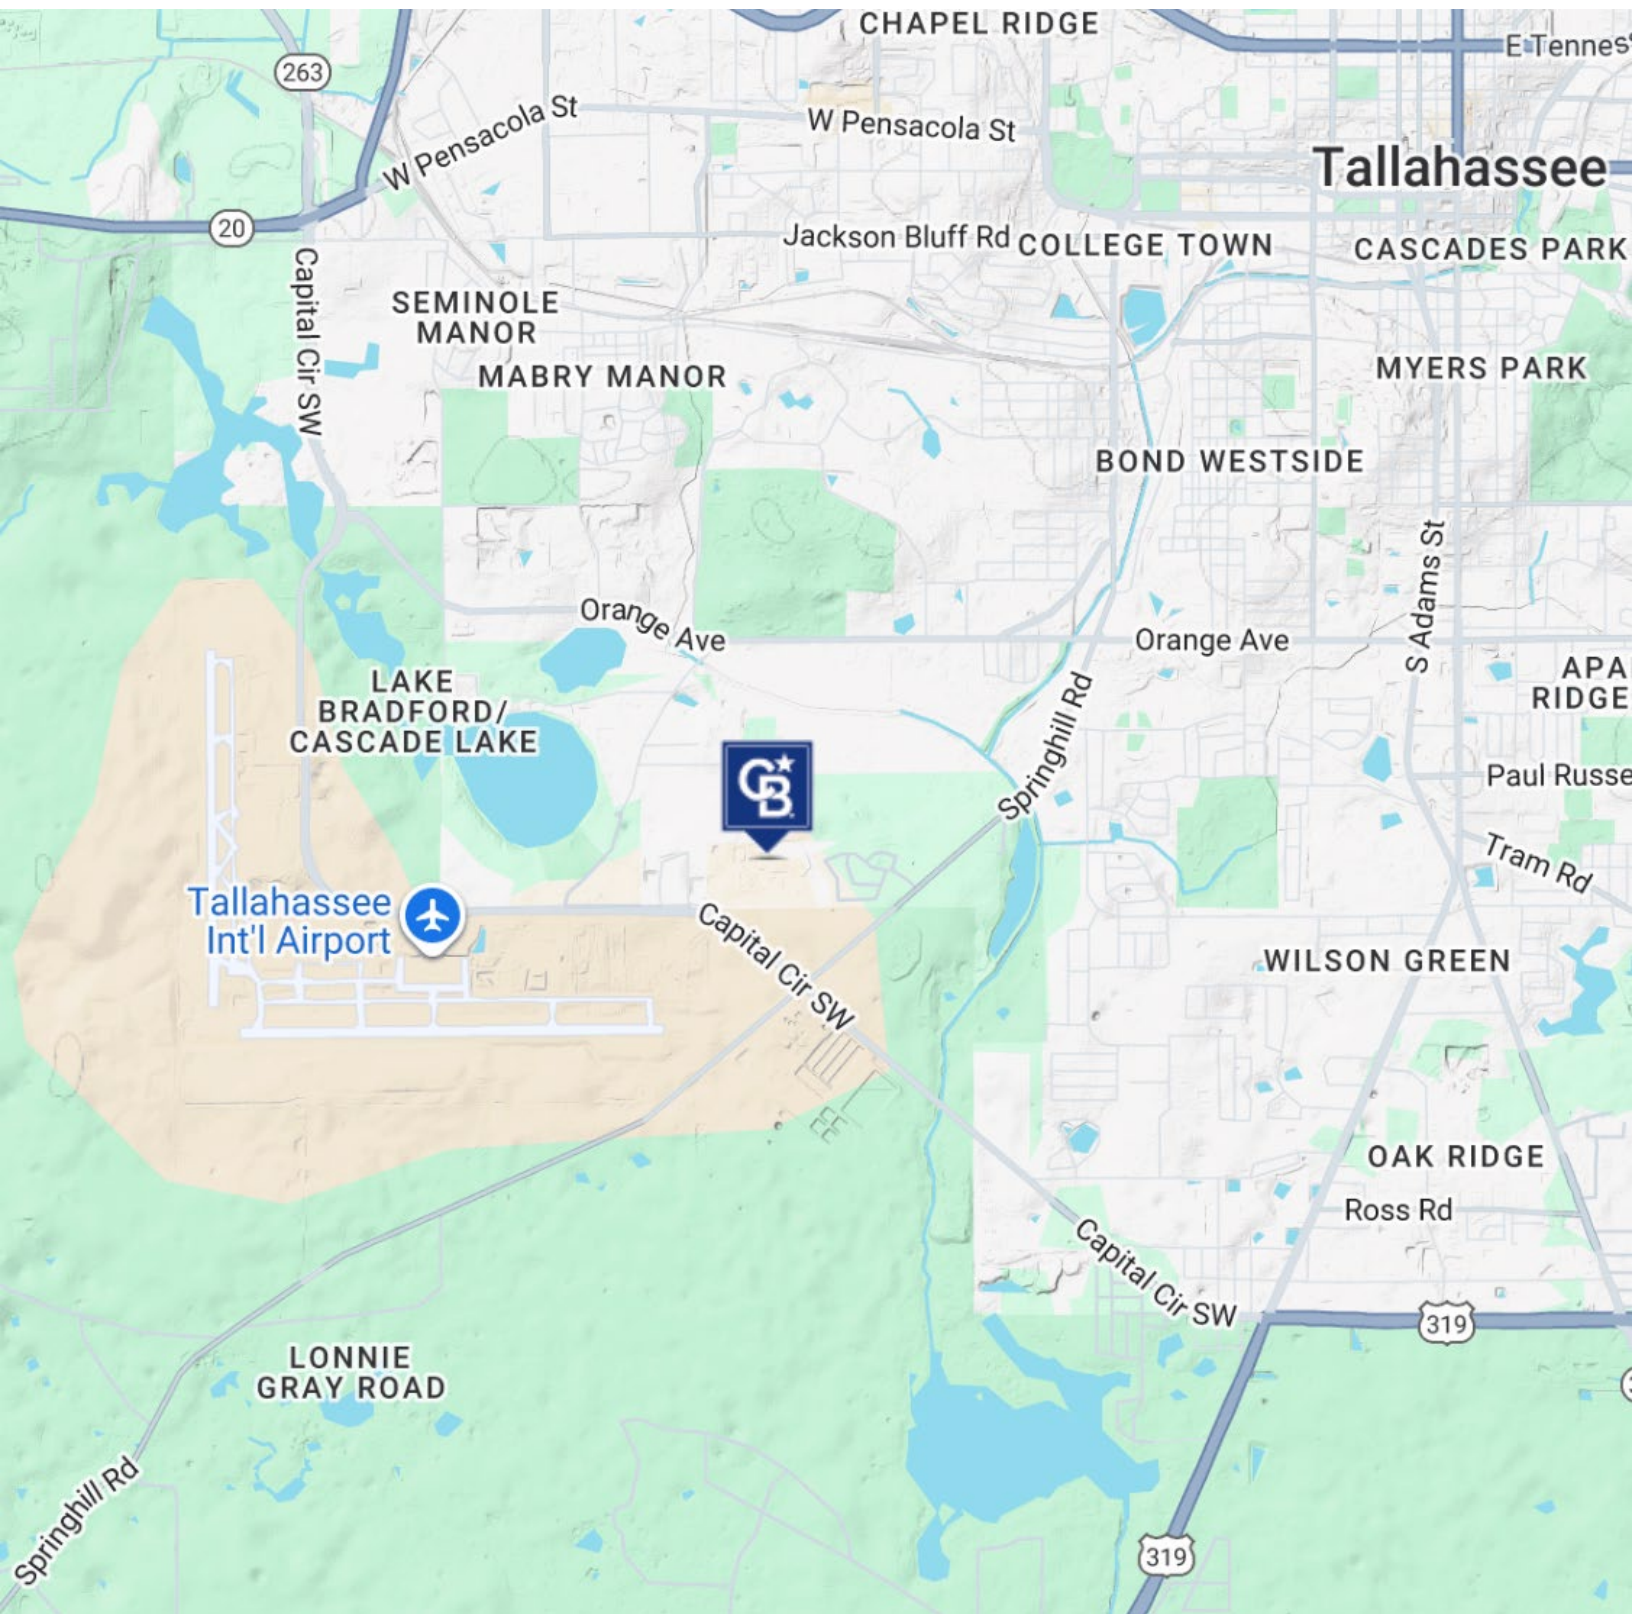 CHAPEL RIDGE
E Tennes
263
W Pensacola St
W Pensacola St
Tallahassee
20
Jackson Bluff Rd
COLLEGE TOWN
CASCADES PARK
Capital Cir SW
SEMINOLE
MANOR
MABRY MANOR
MYERS PARK
BOND WESTSIDE
S Adams St
Orange Ave
Orange Ave
LAKE
BRADFORD/
CASCADE LAKE
APA
RIDGE
Springhill Rd
CB
Paul Russe
Tram Rd
Tallahassee
Int'l Airport
Capital Cir SW
WILSON GREEN
OAK RIDGE
Ross Rd
Capital Cir SW
319
LONNIE
GRAY ROAD
Springhill Rd
319